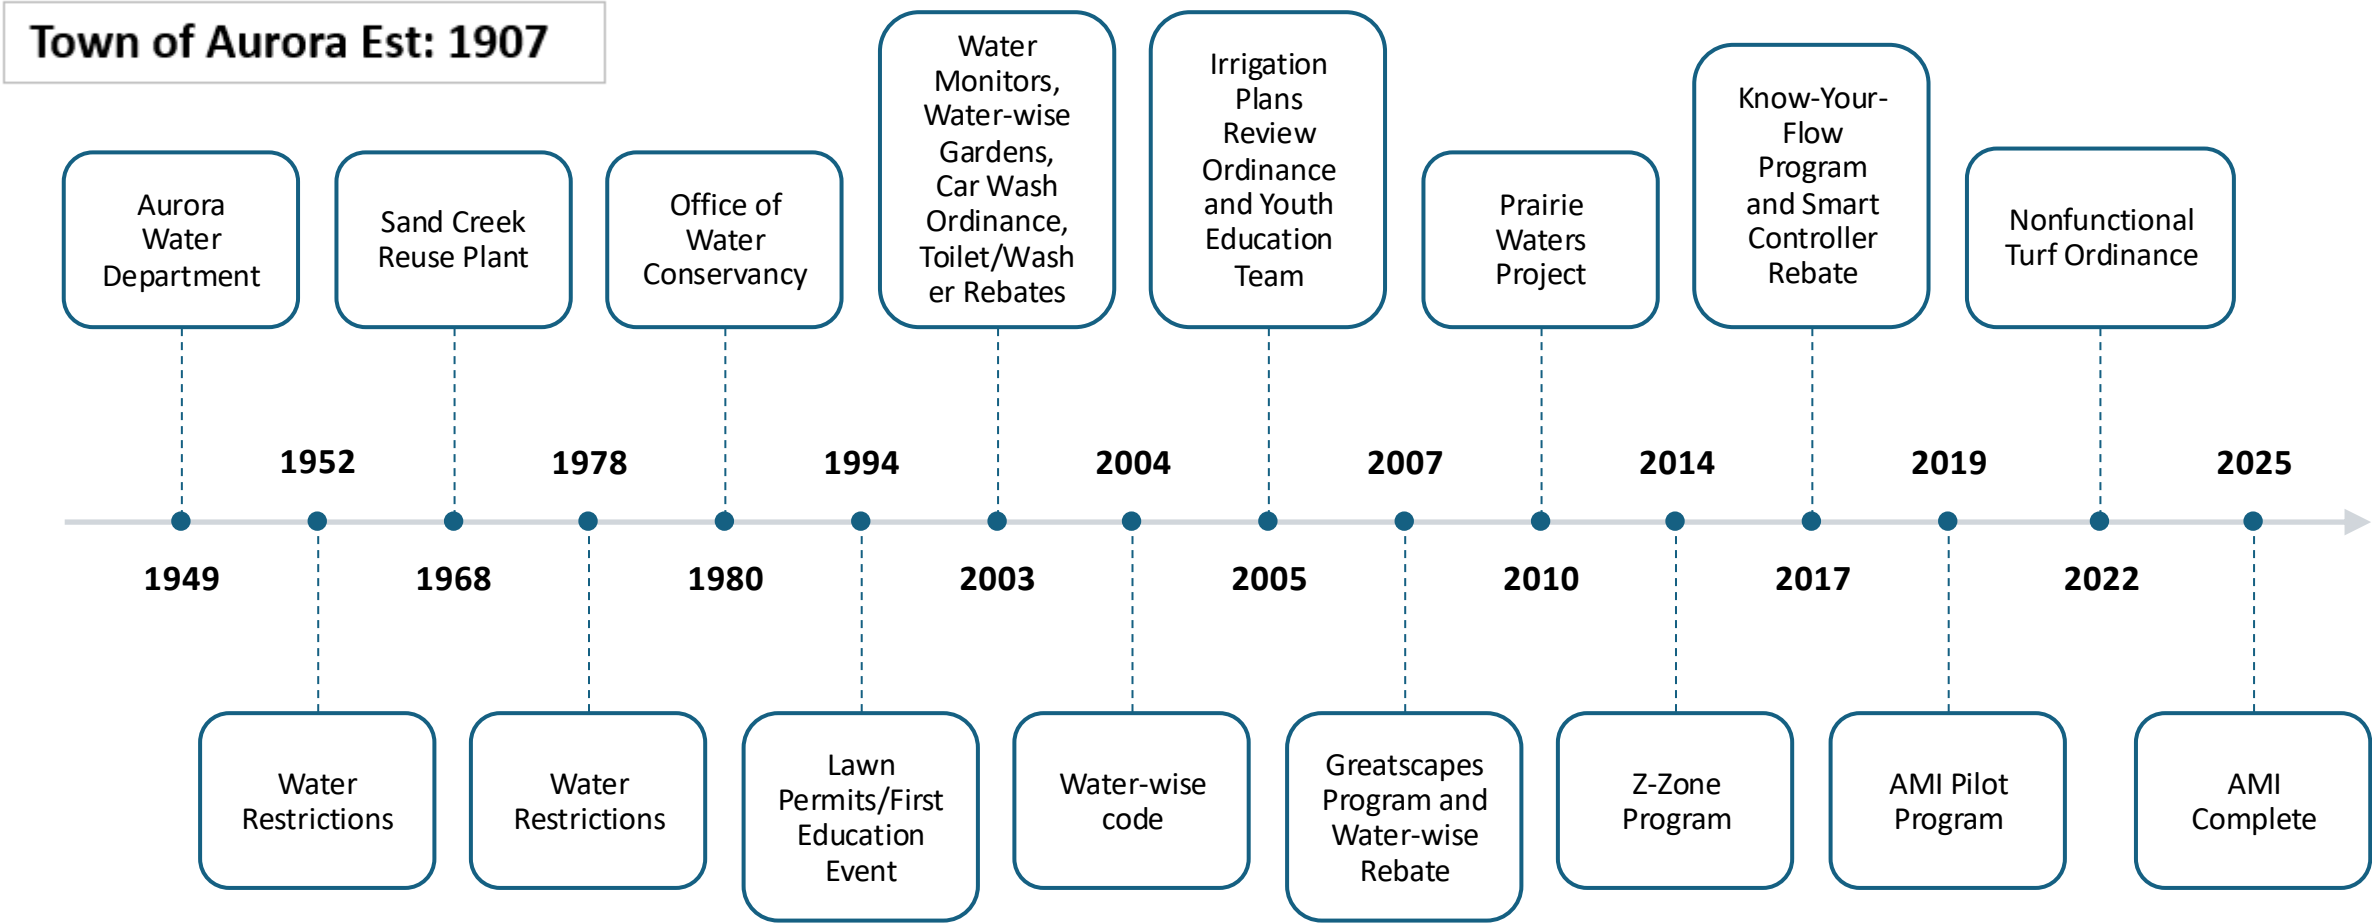 Town of Aurora Est: 1907
Aurora
Water
Department
Sand Creek
Reuse Plant
Office of
Water
Conservancy
Water
Monitors,
Water-wise
Gardens,
Car Wash
Ordinance,
Toilet/Wash
er Rebates
Irrigation
Plans
Review
Ordinance
and Youth
Education
Team
Prairie
Waters
Project
Know-Your-
Flow
Program
and Smart
Controller
Rebate
Nonfunctional
Turf Ordinance
1952
1978
1994
2004
2007
2014
2019
2025
1949
1968
1980
2003
2005
2010
2017
2022
Water
Restrictions
Water
Restrictions
Lawn
Permits/First
Education
Event
Water-wise
code
Greatscapes
Program and
Water-wise
Rebate
Z-Zone
Program
AMI Pilot
Program
AMI
Complete